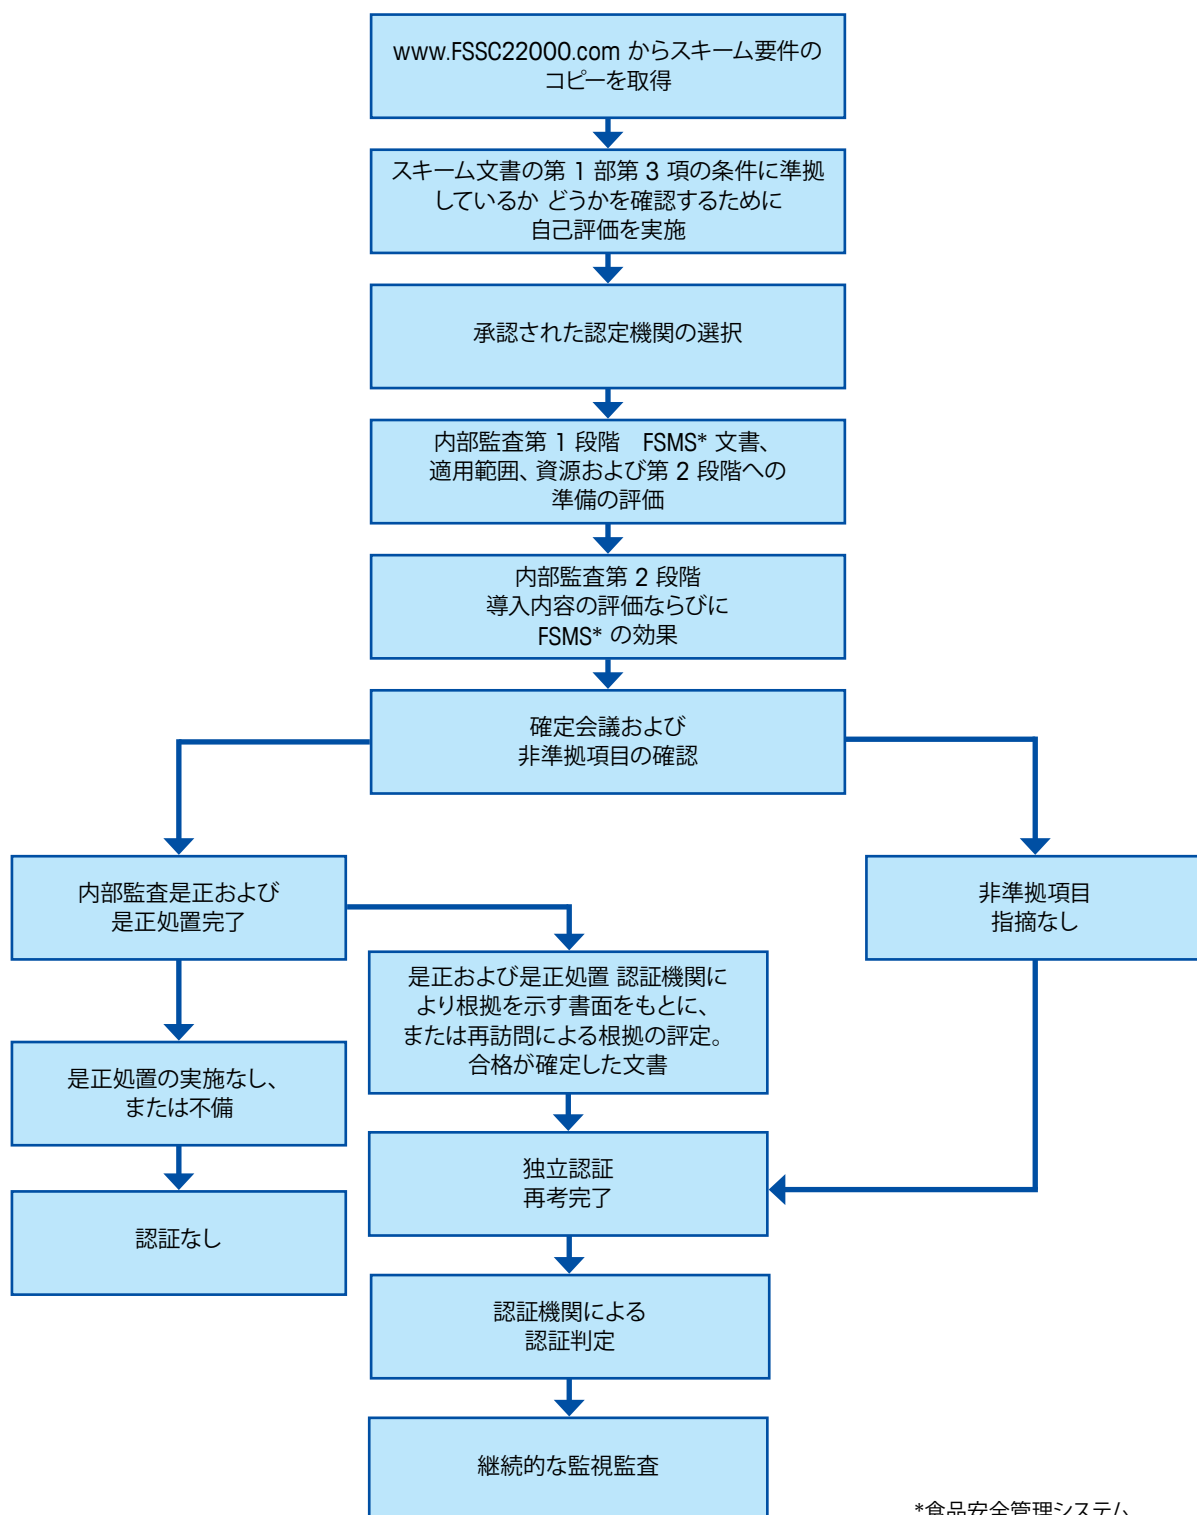 www.FSSC22000.com からスキーム要件の
コピーを取得
スキーム文書の第 1 部第 3 項の条件に準拠
しているか どうかを確認するために
自己評価を実施
承認された認定機関の選択
内部監査第 1 段階　FSMS* 文書、
適用範囲、資源および第 2 段階への
準備の評価
内部監査第 2 段階
導入内容の評価ならびに
FSMS* の効果
確定会議および
非準拠項目の確認
内部監査是正および
是正処置完了
非準拠項目
指摘なし
是正および是正処置 認証機関に
より根拠を示す書面をもとに、
または再訪問による根拠の評定。
合格が確定した文書
是正処置の実施なし、
または不備
独立認証
再考完了
認証なし
認証機関による
認証判定
継続的な監視監査
*食品安全管理システム